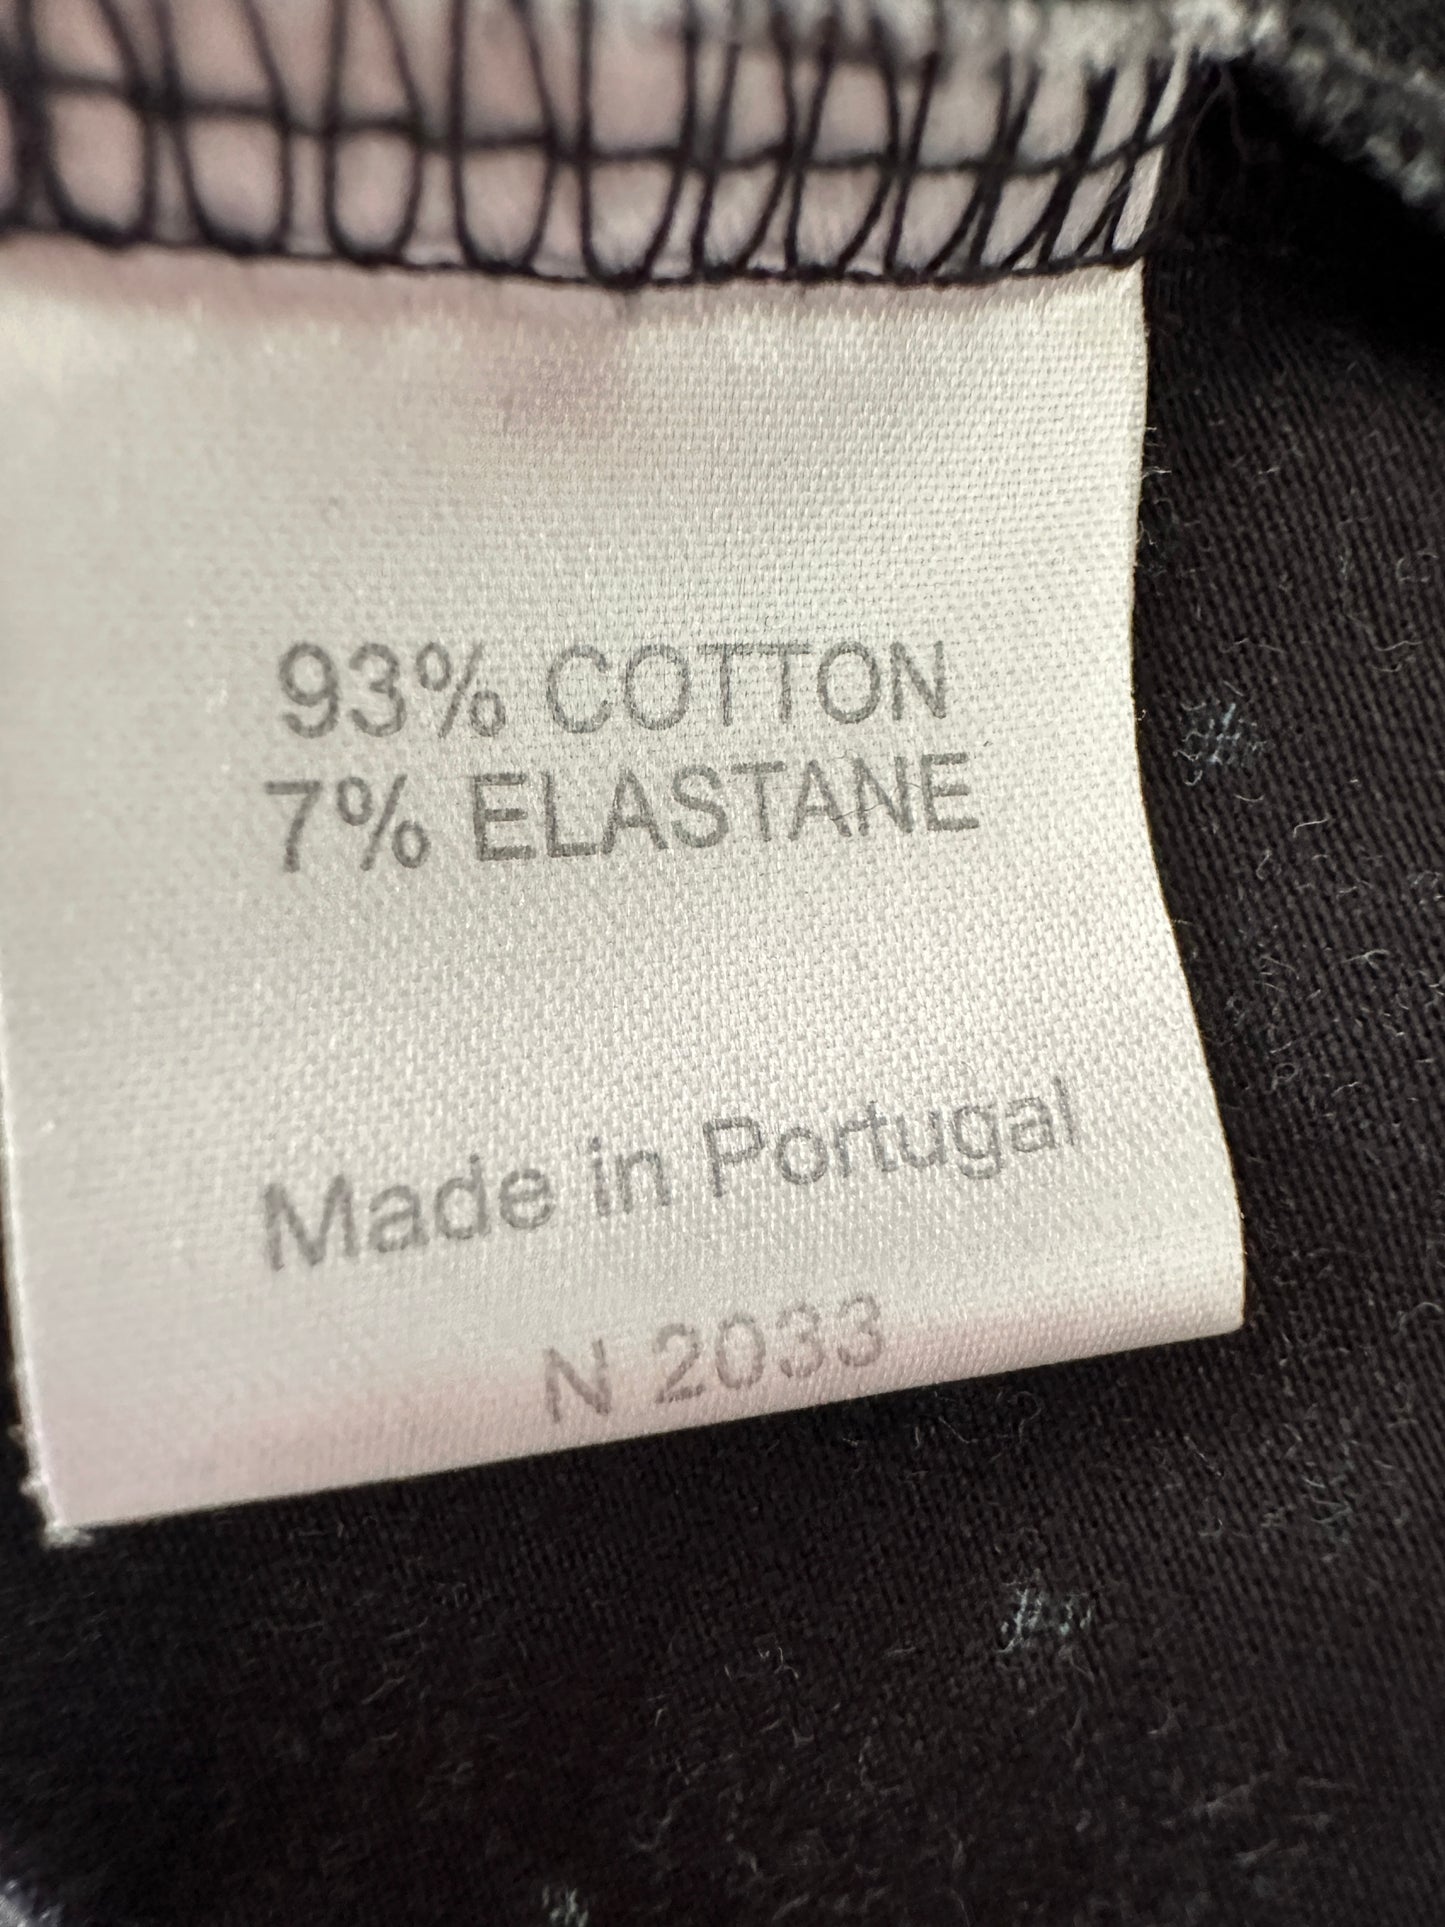 93% COTTON
7% ELASTANE
Made in Portugal
N 2033